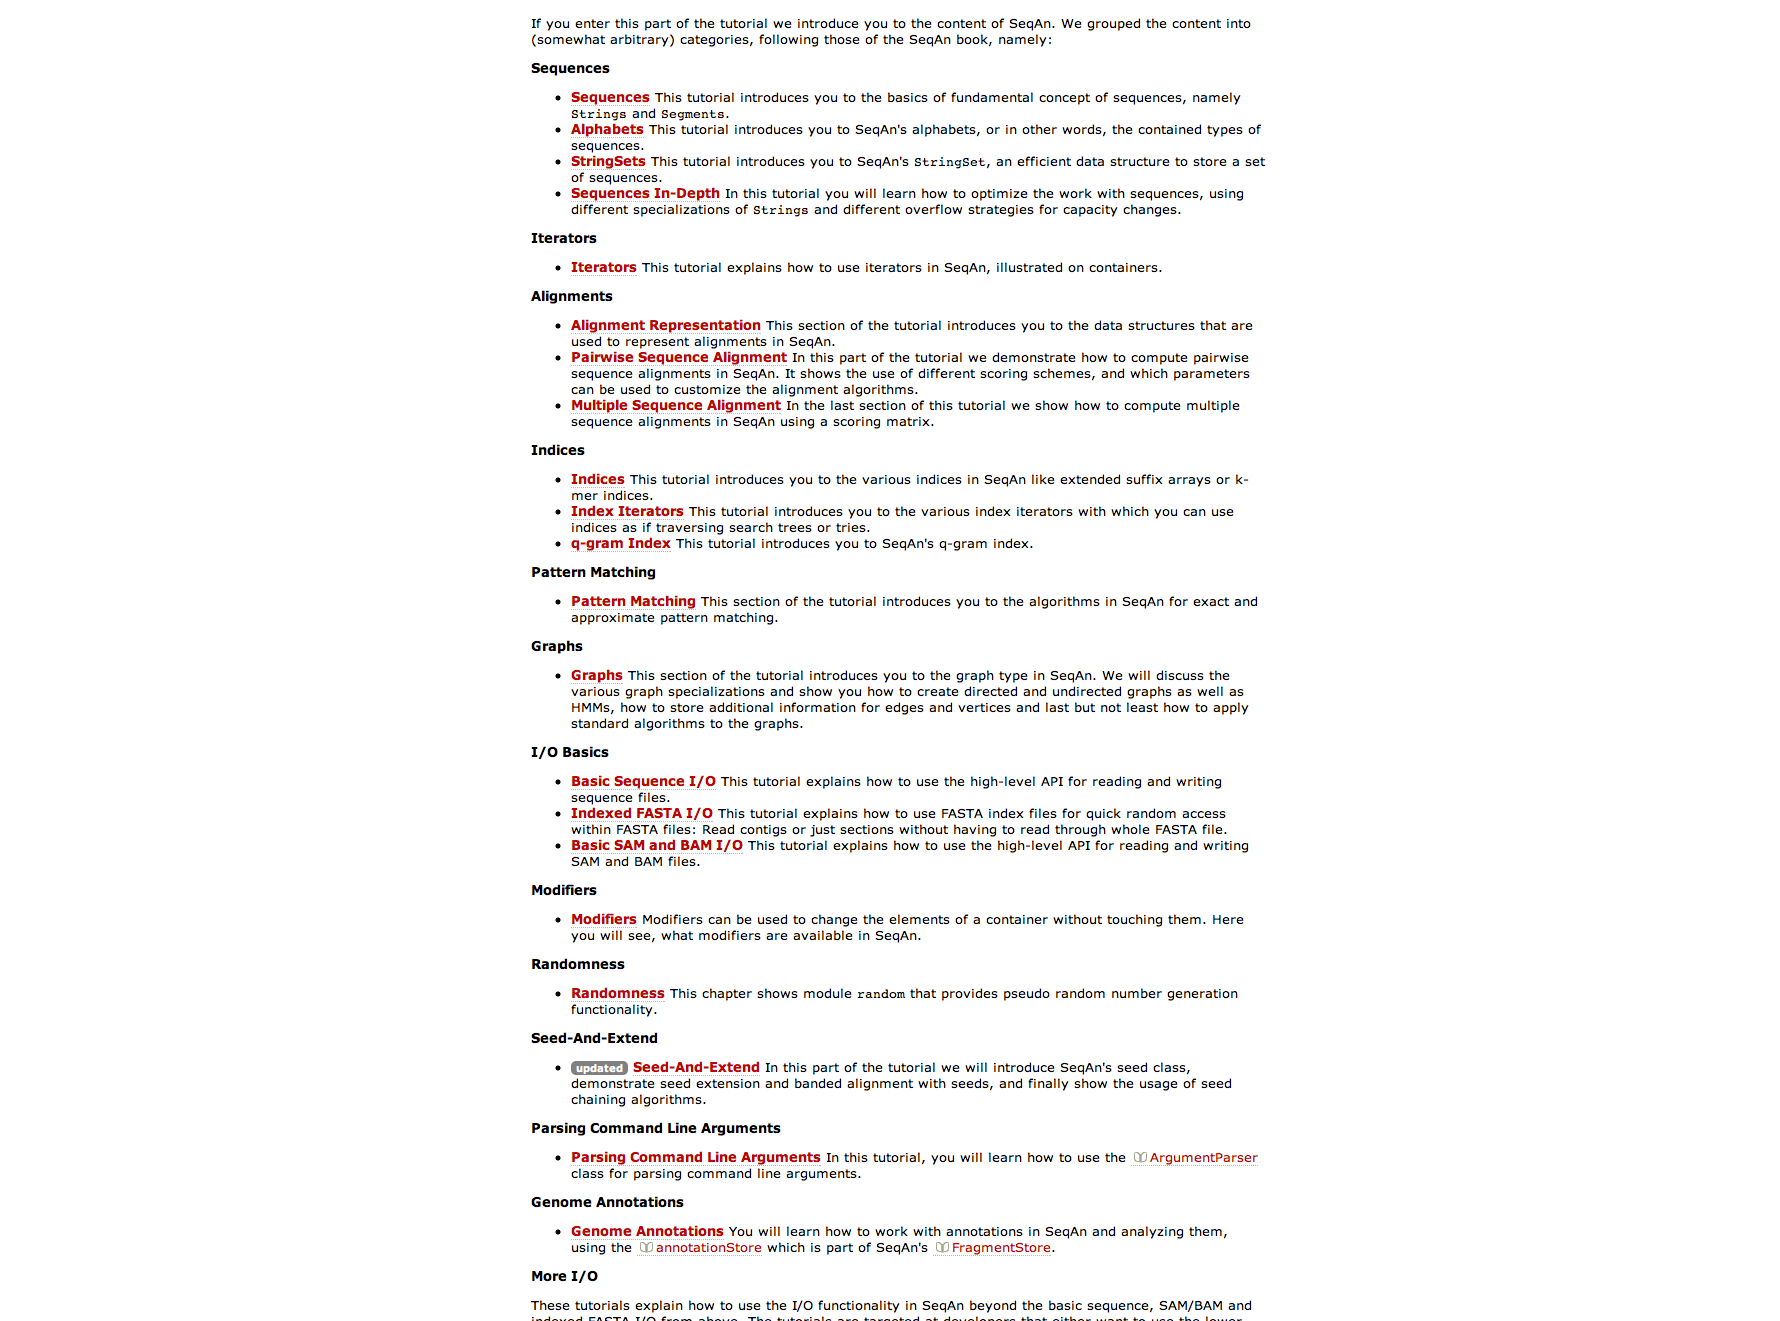 If you enter this part of the tutorial we introduce you to the content of SeqAn. We grouped the content into
(somewhat arbitrary) categories, following those of the SeqAn book, namely:
Sequences
Sequences This tutorial introduces you to the basics of fundamental concept of sequences, namely
Strings and Segments.
Alphabets This tutorial introduces you to SeqAn's alphabets, or in other words, the contained types of
sequences.
StringSets This tutorial introduces you to SeqAn's StringSet, an efficient data structure to store a set
of sequences.
Sequences In-Depth In this tutorial you will learn how to optimize the work with sequences, using
different specializations of Strings and different overflow strategies for capacity changes.
Iterators
Iterators This tutorial explains how to use iterators in SeqAn, illustrated on containers.
Alignments
Alignment Representation This section of the tutorial introduces you to the data structures that are
used to represent alignments in SeqAn.
Pairwise Sequence Alignment In this part of the tutorial we demonstrate how to compute pairwise
sequence alignments in SeqAn. It shows the use of different scoring schemes, and which parameters
can be used to customize the alignment algorithms.
Multiple Sequence Alignment In the last section of this tutorial we show how to compute multiple
sequence alignments in SeqAn using a scoring matrix.
Indices
Indices This tutorial introduces you to the various indices in SeqAn like extended suffix arrays or k-
mer indices.
Index Iterators This tutorial introduces you to the various index iterators with which you can use
indices as if traversing search trees or tries.
q-gram Index This tutorial introduces you to SeqAn's q-gram index.
Pattern Matching
Pattern Matching This section of the tutorial introduces you to the algorithms in SeqAn for exact and
approximate pattern matching.
Graphs
Graphs This section of the tutorial introduces you to the graph type in SeqAn. We will discuss the
various graph specializations and show you how to create directed and undirected graphs as well as
HMMs, how to store additional information for edges and vertices and last but not least how to apply
standard algorithms to the graphs.
I/O Basics
Basic Sequence I/O This tutorial explains how to use the high-level API for reading and writing
sequence files.
Indexed FASTA I/O This tutorial explains how to use FASTA index files for quick random access
within FASTA files: Read contigs or just sections without having to read through whole FASTA file.
Basic SAM and BAM I/O This tutorial explains how to use the high-level API for reading and writing
SAM and BAM files.
Modifiers
Modifiers Modifiers can be used to change the elements of a container without touching them. Here
you will see, what modifiers are available in SeqAn.
Randomness
Randomness This chapter shows module random that provides pseudo random number generation
functionality.
Seed-And-Extend
updated Seed-And-Extend In this part of the tutorial we will introduce SeqAn's seed class,
demonstrate seed extension and banded alignment with seeds, and finally show the usage of seed
chaining algorithms.
Parsing Command Line Arguments
Parsing Command Line Arguments In this tutorial, you will learn how to use the ArgumentParser
class for parsing command line arguments.
Genome Annotations
Genome Annotations You will learn how to work with annotations in SeqAn and analyzing them,
using the annotationStore which is part of SeqAn's FragmentStore.
More I/O
These tutorials explain how to use the I/O functionality in SeqAn beyond the basic sequence, SAM/BAM and
indexed FASTA I/O from above. The tutorials are targeted at developers that either want to use the lower